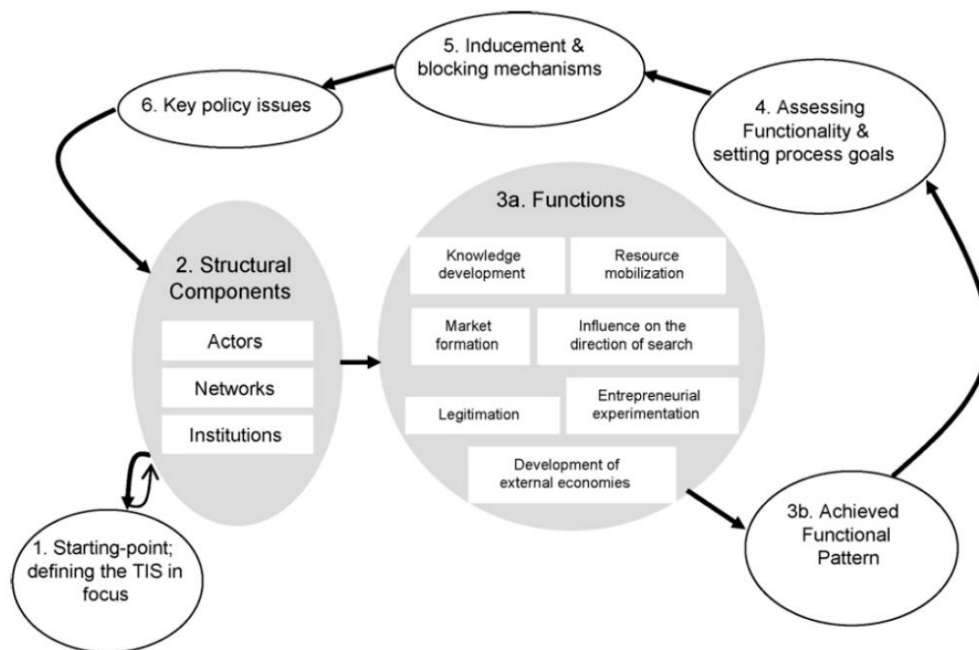 5. Inducement &
blocking mechanisms
6. Key policy issues
4. Assessing
Functionality &
setting process goals
3a. Functions
Knowledge
development
Resource
mobilization
2. Structural
Components
Market
formation
Influence on the
direction of search
Actors
Networks
Institutions
Legitimation
Entrepreneurial
experimentation
Development of
external economies
1. Starting-point;
defining the TIS in
focus
3b. Achieved
Functional
Pattern